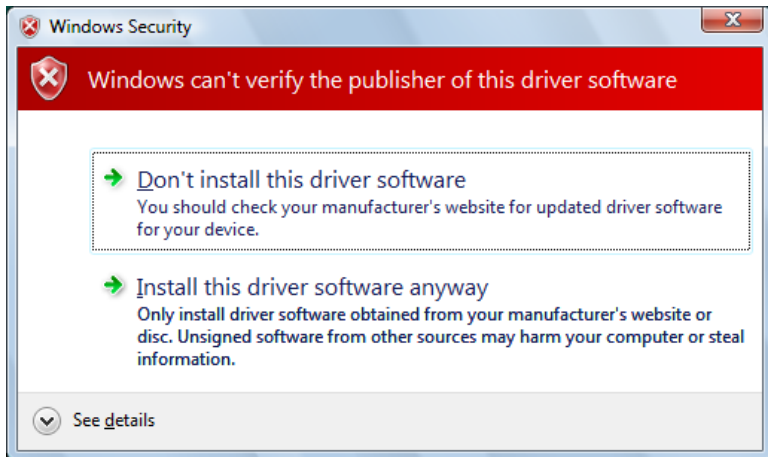 Windows Security
Windows can't verify the publisher of this driver software
Don't install this driver software
You should check your manufacturer's website for updated driver software
for your device.
Install this driver software anyway
Only install driver software obtained from your manufacturer's website or
disc. Unsigned software from other sources may harm your computer or steal
information.
See details